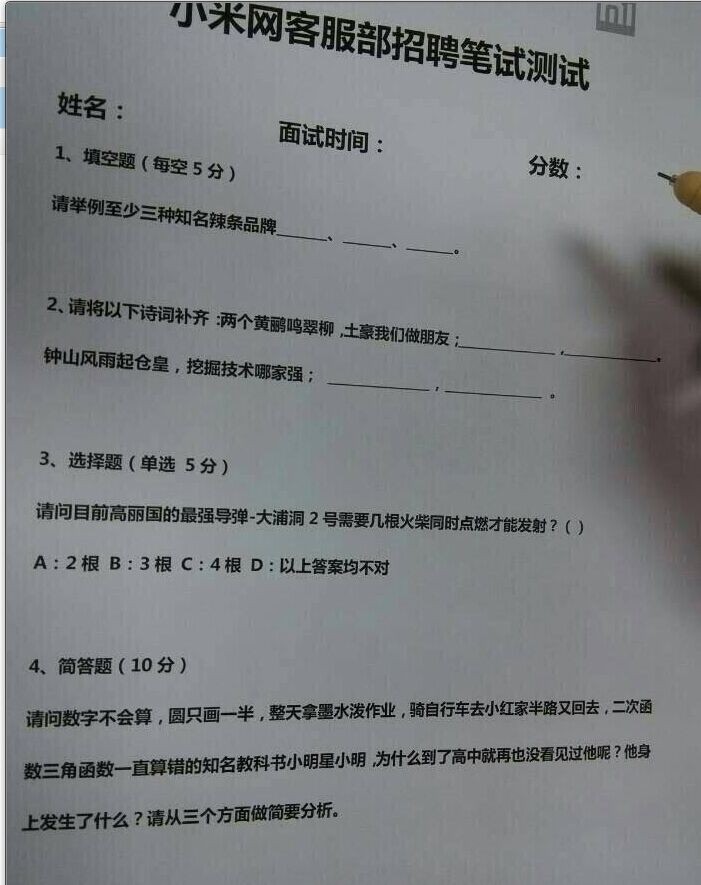 小米网客服部招聘笔试测试
姓名：
面试时间：
分数：
1、填空题（每空 5 分）
请举例至少三种知名辣条品牌______、______、______。
2、请将以下诗词补齐：两个黄鹂鸣翠柳，土豪我们做朋友；____________，____________。
钟山风雨起仓皇，挖掘技术哪家强；____________，____________。
3、选择题（单选 5 分）
请问目前高丽国的最强导弹-大浦洞 2 号需要几根火柴同时点燃才能发射？( )
A：2 根 B：3 根 C：4 根 D：以上答案均不对
4、简答题（10 分）
请问数字不会算，圆只画一半，整天拿墨水泼作业，骑自行车去小红家半路又回去，二次函
数三角函数一直算错的知名教科书小明星小明，为什么到了高中就再也没看见过他呢？他身
上发生了什么？请从三个方面做简要分析。